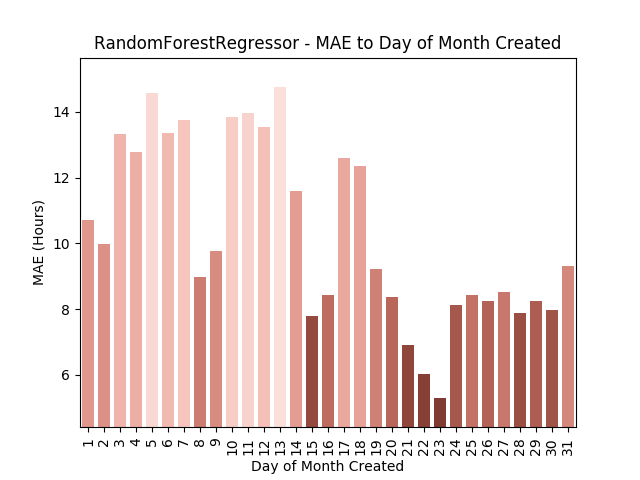 RandomForestRegressor - MAE to Day of Month Created
MAE (Hours)
14
12
10
8
6
1 2 3 4 5 6 7 8 9 10 11 12 13 14 15 16 17 18 19 20 21 22 23 24 25 26 27 28 29 30 31
Day of Month Created